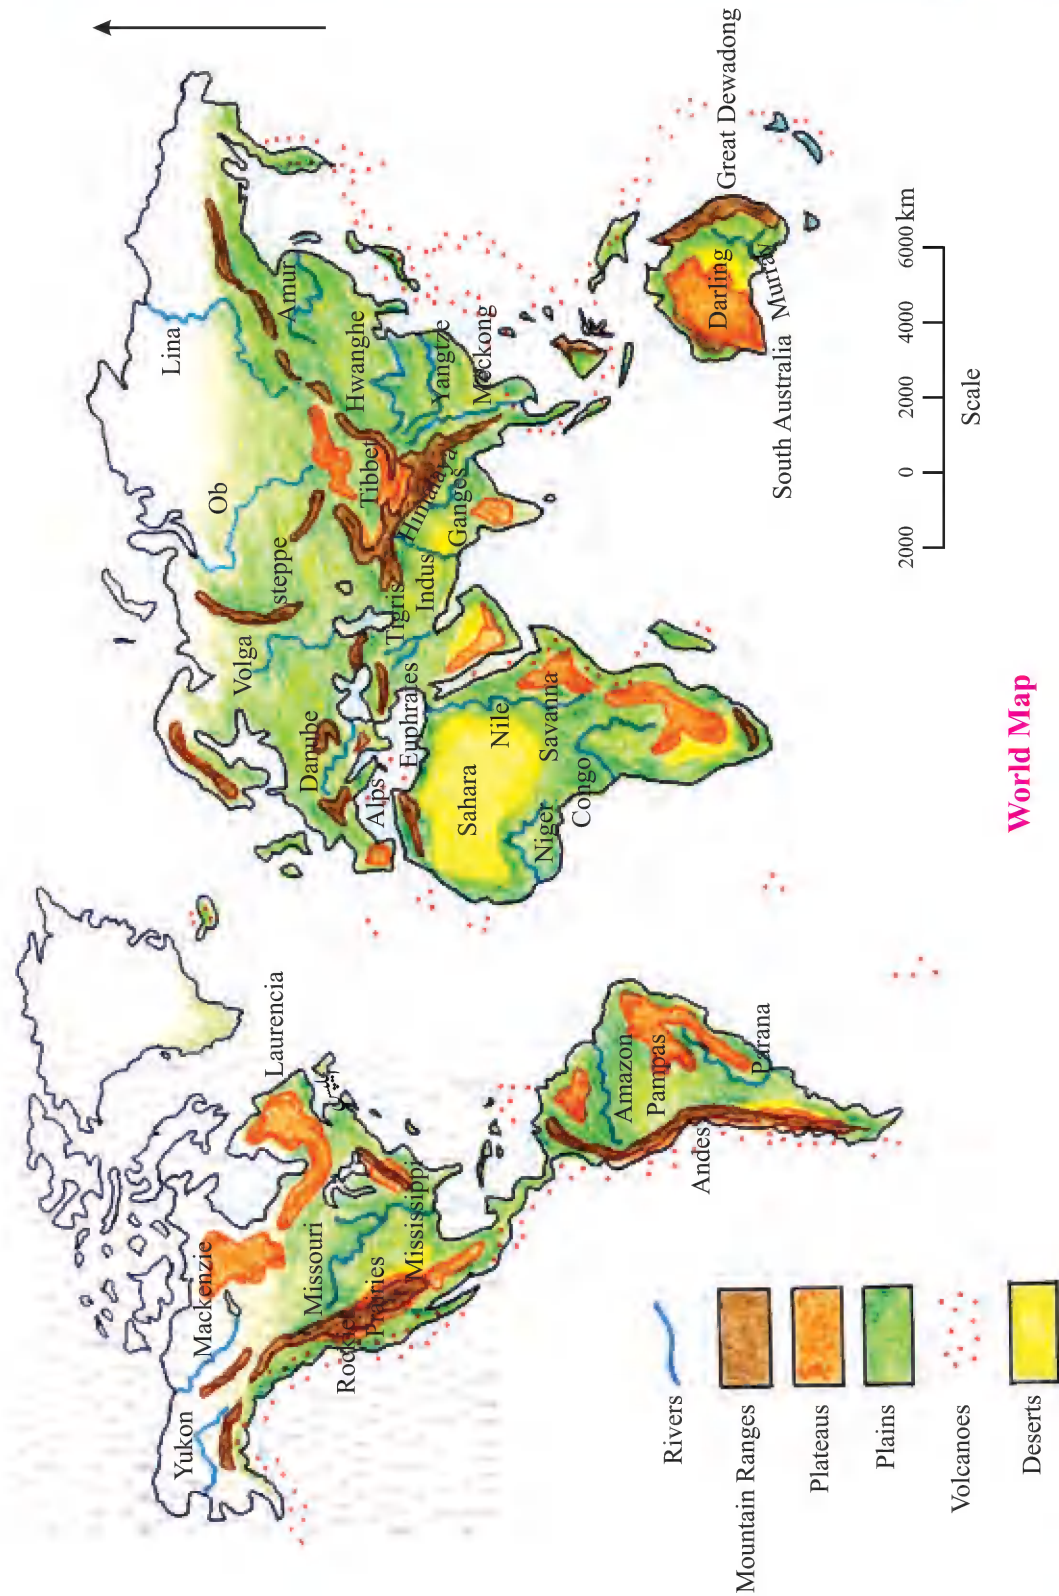 Yukon
Mackenzie
Laurencia
Missouri
Prairies
Mississippi
Amazon
Pampas
Parana
Andes
Lina
Ob
Volga
steppe
Amur
Danube
Alps
Euphrates
Tigris
Indus
Tibbet
Himalaya
Ganges
Hwanghe
Yangtze
Meckong
Sahara
Nile
Savanna
Niger
Congo
Darling
Great Dewadong
Murray
South Australia
2000 0 2000 4000 6000 km
Scale
Rivers
Mountain Ranges
Plateaus
Plains
Volcanoes
Deserts
World Map